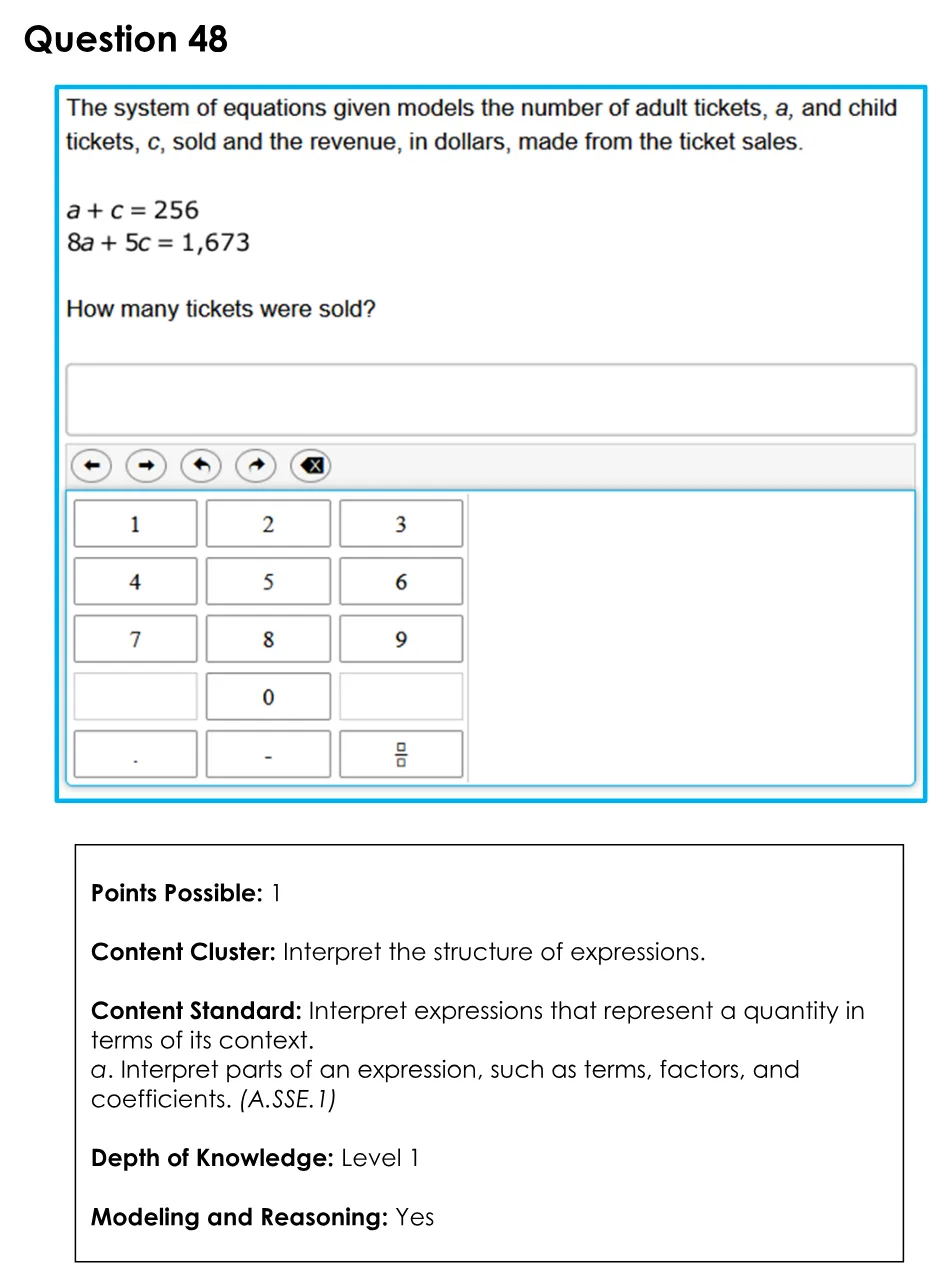 Question 48
The system of equations given models the number of adult tickets, a, and child
tickets, c, sold and the revenue, in dollars, made from the ticket sales.
a + c = 256
8a + 5c = 1,673
How many tickets were sold?
1 2 3
4 5 6
7 8 9
0
. -
Points Possible: 1
Content Cluster: Interpret the structure of expressions.
Content Standard: Interpret expressions that represent a quantity in
terms of its context.
a. Interpret parts of an expression, such as terms, factors, and
coefficients. (A.SSE.1)
Depth of Knowledge: Level 1
Modeling and Reasoning: Yes